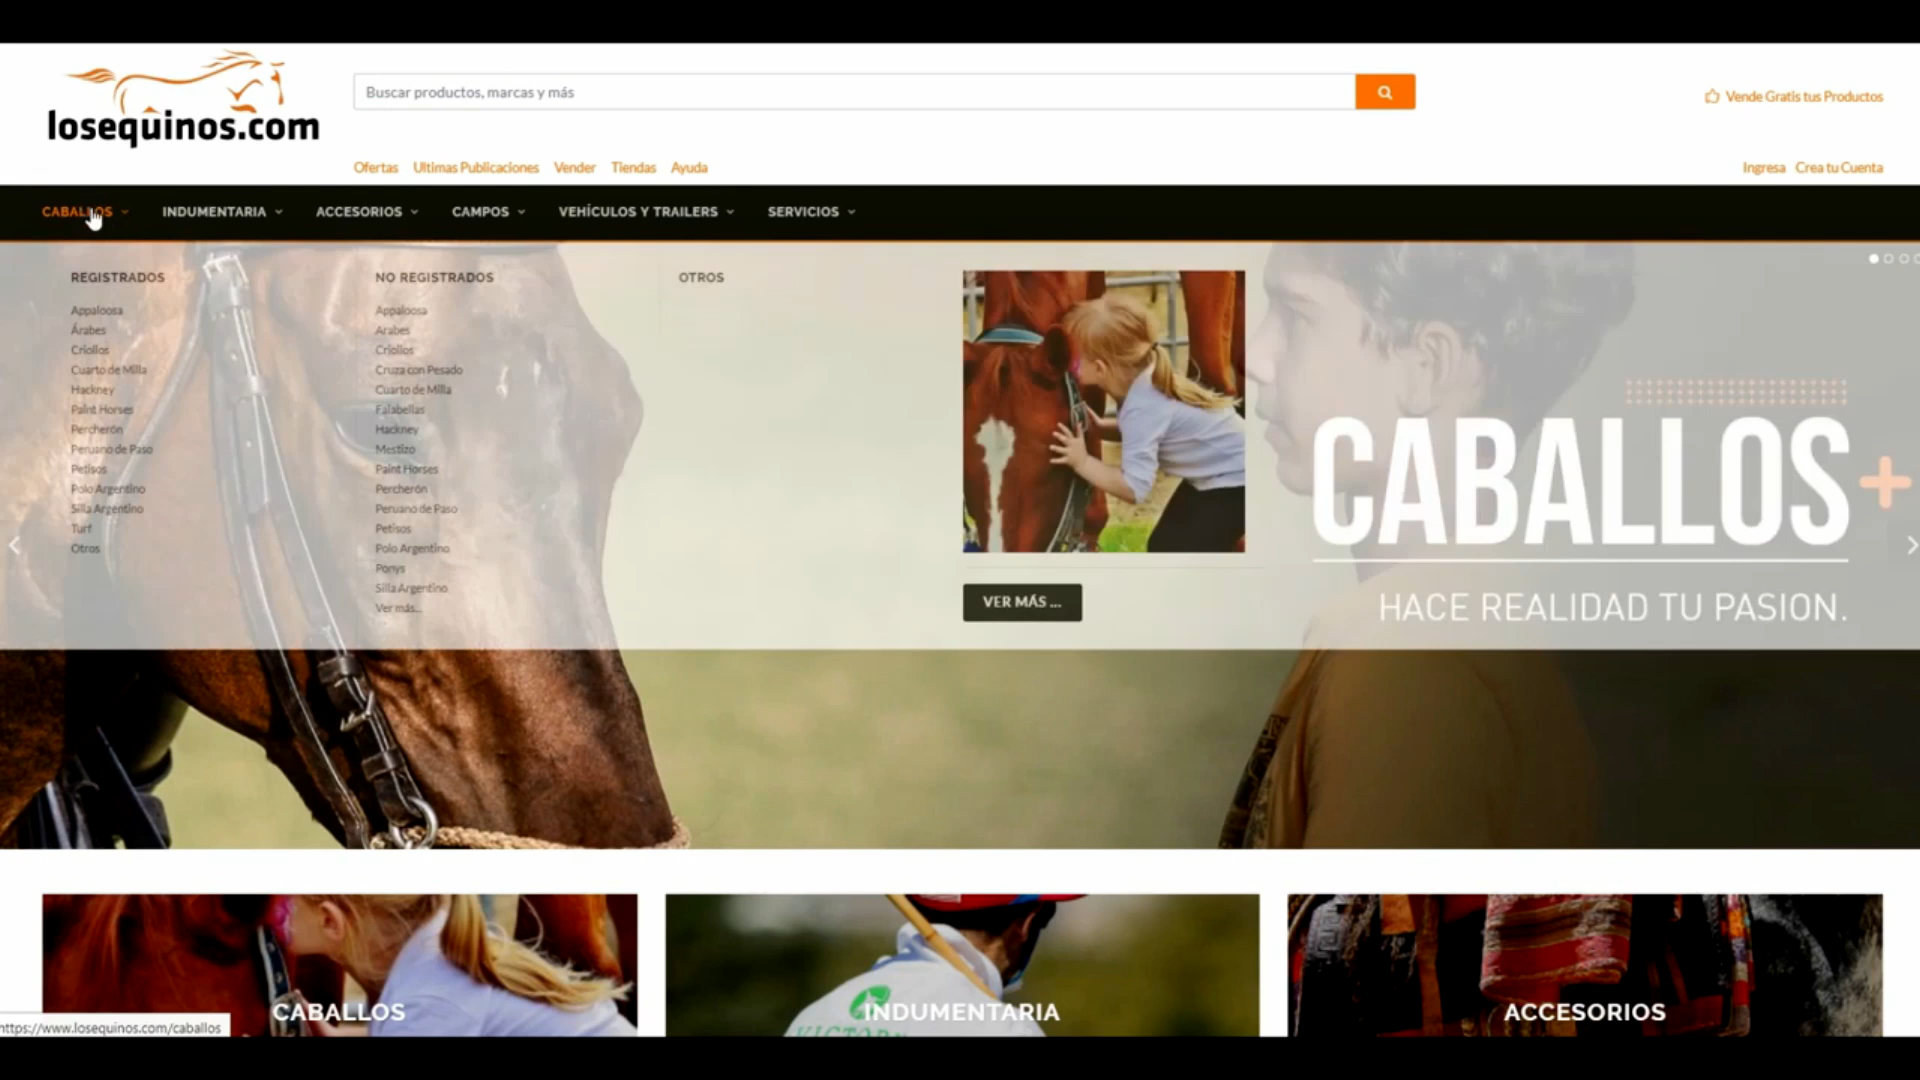 losequinos.com
Buscar productos, marcas y más
Vende Gratis tus Productos
Ofertas Ultimas Publicaciones Vender Tiendas Ayuda
Ingresa Crea tu Cuenta
CABALLOS INDUMENTARIA ACCESORIOS CAMPOS VEHÍCULOS Y TRAILERS SERVICIOS
REGISTRADOS
Appaloosa
Árabes
Criollos
Cuarto de Milla
Hackney
Paint Horses
Percherón
Peruano de Paso
Petisos
Polo Argentino
Silla Argentino
Turf
Otros
NO REGISTRADOS
Appaloosa
Arabes
Criollos
Cruza con Pesado
Cuarto de Milla
Falabellas
Hackney
Mestizo
Paint Horses
Percherón
Peruano de Paso
Petisos
Polo Argentino
Ponys
Silla Argentino
Ver más...
OTROS
VER MÁS ...
CABALLOS+
HACE REALIDAD TU PASION.
CABALLOS
INDUMENTARIA
ACCESORIOS
https://www.losequinos.com/caballos